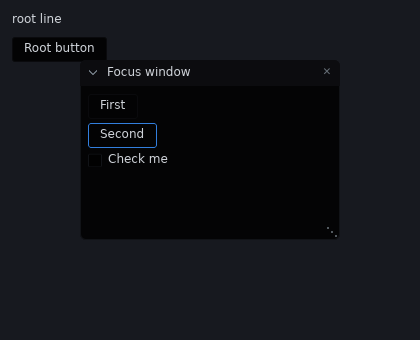 root line
Root button
Focus window
First
Second
Check me